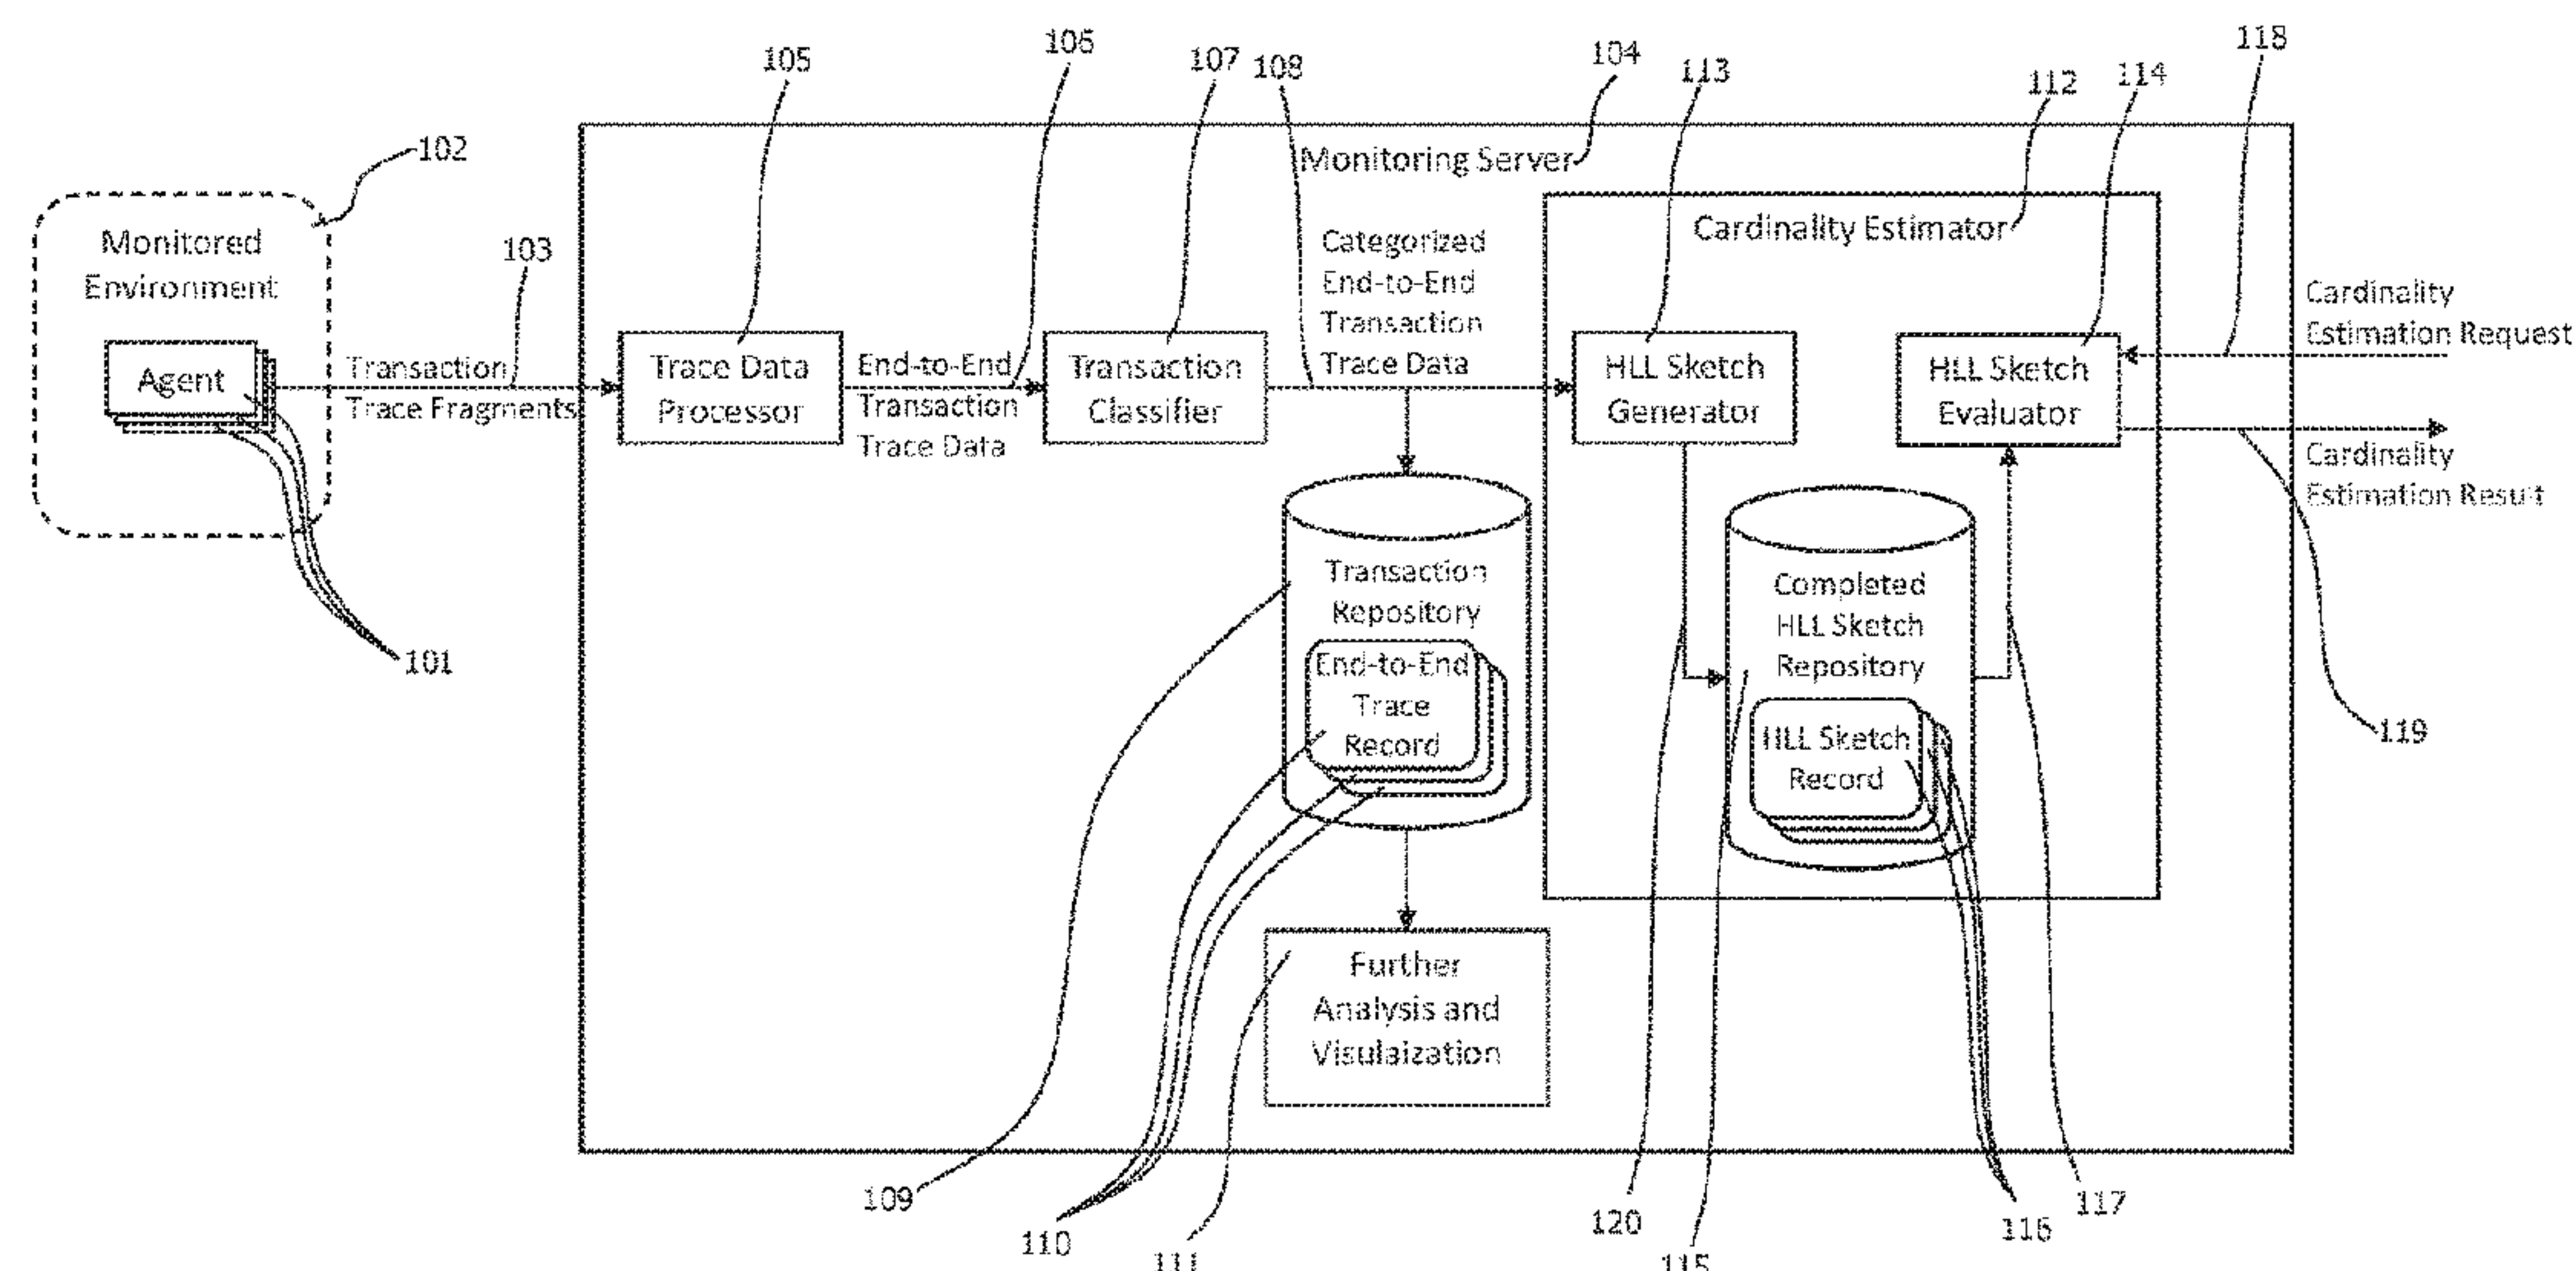 106
118
105
107
108
104
113
112
114
102
Monitoring Server
Monitored
Environment
103
Cardinality Estimator
Categorized
End-to-End
Transaction
Trace Data
Cardinality
Estimation Request
Agent
Transaction
Trace Fragments
Trace Data
Processor
End-to-End
Transaction
Trace Data
Transaction
Classifier
HLL Sketch
Generator
HLL Sketch
Evaluator
Cardinality
Estimation Result
Transaction
Repository
End-to-End
Trace
Record
Completed
HLL Sketch
Repository
HLL Sketch
Record
101
119
Further
Analysis and
Visulaization
109
110
111
120
115
116
117